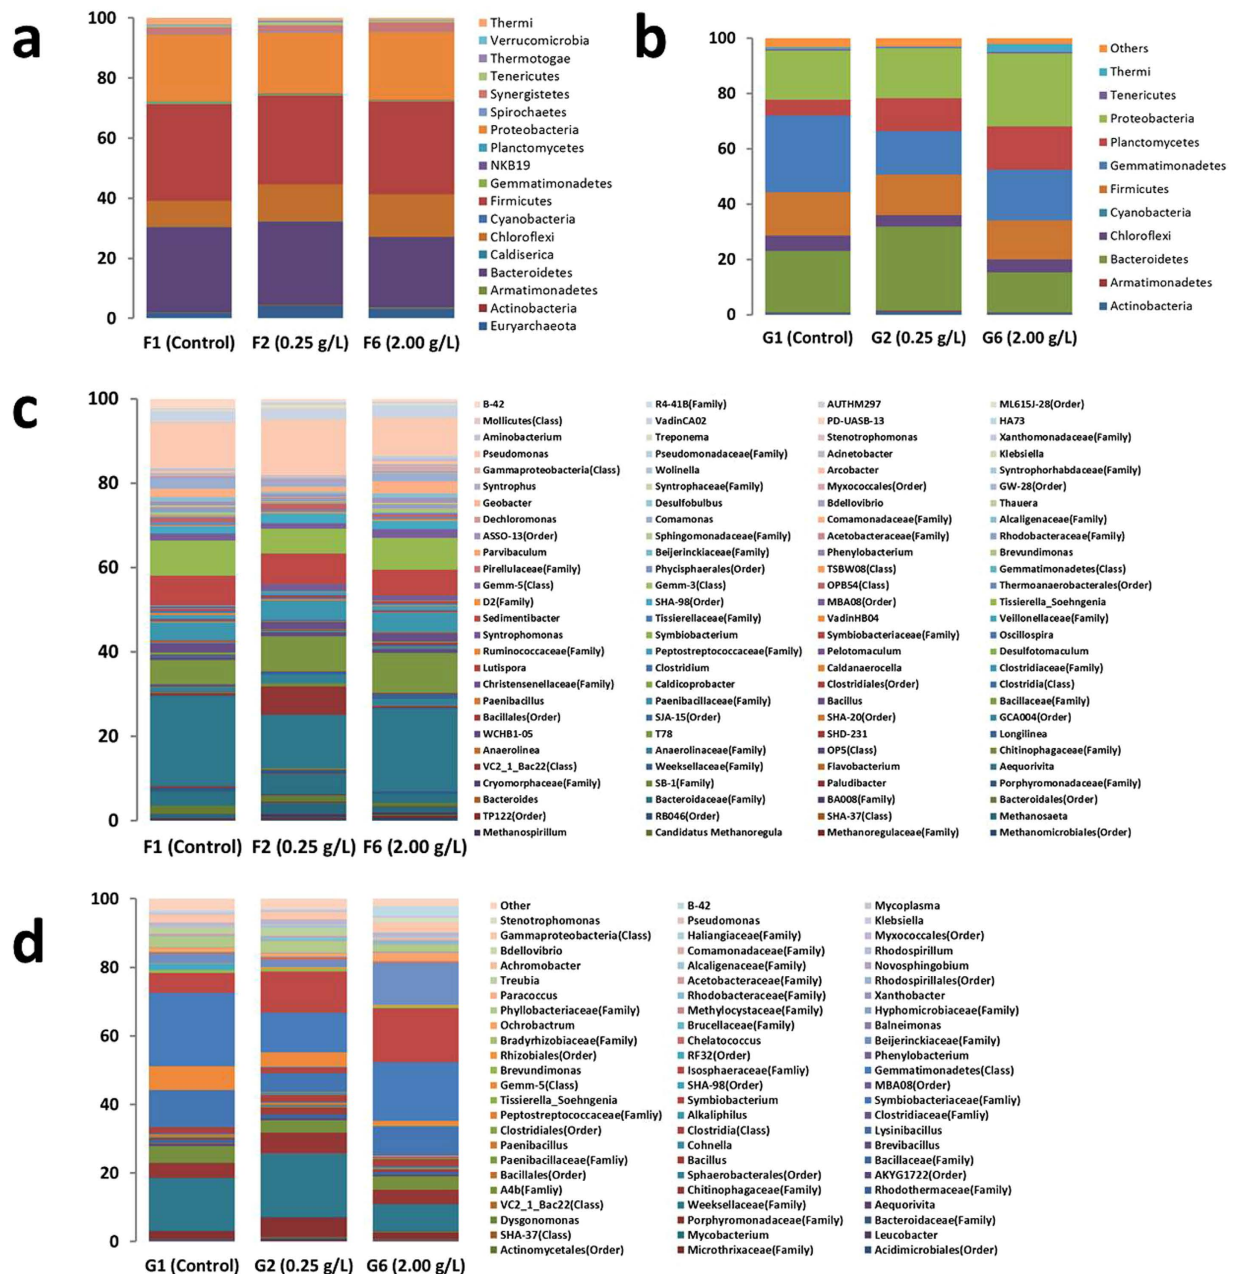 a
100
80
60
40
20
0
F1 (Control) F2 (0.25 g/L) F6 (2.00 g/L)
Thermi
Verrucomicrobia
Thermotogae
Tenericutes
Synergistetes
Spirochaetes
Proteobacteria
Planctomycetes
NKB19
Gemmatimonadetes
Firmicutes
Cyanobacteria
Chloroflexi
Caldiserica
Bacteroidetes
Armatimonadetes
Actinobacteria
Euryarchaeota
b
100
80
60
40
20
0
G1 (Control) G2 (0.25 g/L) G6 (2.00 g/L)
Others
Thermi
Tenericutes
Proteobacteria
Planctomycetes
Gemmatimonadetes
Firmicutes
Cyanobacteria
Chloroflexi
Bacteroidetes
Armatimonadetes
Actinobacteria
c
100
80
60
40
20
0
F1 (Control) F2 (0.25 g/L) F6 (2.00 g/L)
B-42 R4-41B(Family) AUTHM297 ML615J-28(Order)
Mollicutes(Class) VadinCA02 PD-UASB-13 HA73
Aminobacterium Treponema Stenotrophomonas Xanthomonadaceae(Family)
Pseudomonas Pseudomonadaceae(Family) Acinetobacter Klebsiella
Gammaproteobacteria(Class) Wolinella Arcobacter Syntrophorhabdaceae(Family)
Syntrophus Syntrophaceae(Family) Myxococcales(Order) GW-28(Order)
Geobacter Desulfobulbus Bdellovibrio Thauera
Dechloromonas Comamonas Comamonadaceae(Family) Alcaligenaceae(Family)
ASSO-13(Order) Sphingomonadaceae(Family) Acetobacteraceae(Family) Rhodobacteraceae(Family)
Parvibaculum Beijerinckiaceae(Family) Phenylobacterium Brevundimonas
Pirellulaceae(Family) Phycisphaerales(Order) TSBW08(Class) Gemmatimonadetes(Class)
Gemm-5(Class) Gemm-3(Class) OPB54(Class) Thermoanaerobacterales(Order)
D2(Family) SHA-98(Order) MBA08(Order) Tissierella_Soehngenia
Sedimentibacter Tissierellaceae(Family) VadinHB04 Veillonellaceae(Family)
Syntrophomonas Symbiobacterium Symbiobacteriaceae(Family) Oscillospira
Ruminococcaceae(Family) Peptostreptococcaceae(Family) Pelotomaculum Desulfotomaculum
Lutispora Clostridium Caldanaerocella Clostridiaceae(Family)
Christensenellaceae(Family) Caldicoprobacter Clostridiales(Order) Clostridia(Class)
Paenibacillus Paenibacillaceae(Family) Bacillus Bacillaceae(Family)
Bacillales(Order) SJA-15(Order) SHA-20(Order) GCA004(Order)
WCHB1-05 T78 SHD-231 Longilinea
Anaerolinea Anaerolinaceae(Family) OP5(Class) Chitinophagaceae(Family)
VC2_1_Bac22(Class) Weeksellaceae(Family) Flavobacterium Aequorivita
Cryomorphaceae(Family) SB-1(Family) Paludibacter Porphyromonadaceae(Family)
Bacteroides Bacteroidaceae(Family) BA008(Family) Bacteroidales(Order)
TP122(Order) RB046(Order) SHA-37(Class) Methanosaeta
Methanospirillum Candidatus Methanoregula Methanoregulaceae(Family) Methanomicrobiales(Order)
d
100
80
60
40
20
0
G1 (Control) G2 (0.25 g/L) G6 (2.00 g/L)
Other B-42 Mycoplasma
Stenotrophomonas Pseudomonas Klebsiella
Gammaproteobacteria(Class) Haliangiaceae(Family) Myxococcales(Order)
Bdellovibrio Comamonadaceae(Family) Rhodospirillum
Achromobacter Alcaligenaceae(Family) Novosphingobium
Treubia Acetobacteraceae(Family) Rhodospirillales(Order)
Paracoccus Rhodobacteraceae(Family) Xanthobacter
Phyllobacteriaceae(Family) Methylocystaceae(Family) Hyphomicrobiaceae(Family)
Ochrobactrum Brucellaceae(Family) Balneimonas
Bradyrhizobiaceae(Family) Chelatococcus Beijerinckiaceae(Family)
Rhizobiales(Order) RF32(Order) Phenylobacterium
Brevundimonas Isosphaeraceae(Famliy) Gemmatimonadetes(Class)
Gemm-5(Class) SHA-98(Order) MBA08(Order)
Tissierella_Soehngenia Symbiobacterium Symbiobacteriaceae(Famliy)
Peptostreptococcaceae(Famliy) Alkaliphilus Clostridiaceae(Famliy)
Clostridiales(Order) Clostridia(Class) Lysinibacillus
Paenibacillus Cohnella Brevibacillus
Paenibacillaceae(Famliy) Bacillus Bacillaceae(Family)
Bacillales(Order) Sphaerobacterales(Order) AKYG1722(Order)
A4b(Famliy) Chitinophagaceae(Family) Rhodothermaceae(Family)
VC2_1_Bac22(Class) Weeksellaceae(Family) Aequorivita
Dysgonomonas Porphyromonadaceae(Family) Bacteroidaceae(Family)
SHA-37(Class) Mycobacterium Leucobacter
Actinomycetales(Order) Microthrixaceae(Family) Acidimicrobiales(Order)